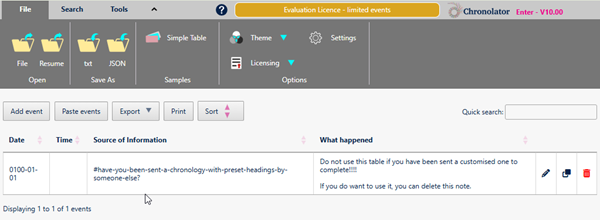 File Search Tools ? Evaluation Licence - limited events Chronolator Enter - V10.00
File Resume txt JSON Simple Table Theme Settings
Licensing
Open Save As Samples Options
Add event Paste events Export Print Sort Quick search:
Date Time Source of Information What happened
0100-01-
01
#have-you-been-sent-a-chronology-with-preset-headings-by-
someone-else?
Do not use this table if you have been sent a customised one to
complete!!!!
If you do want to use it, you can delete this note.
Displaying 1 to 1 of 1 events